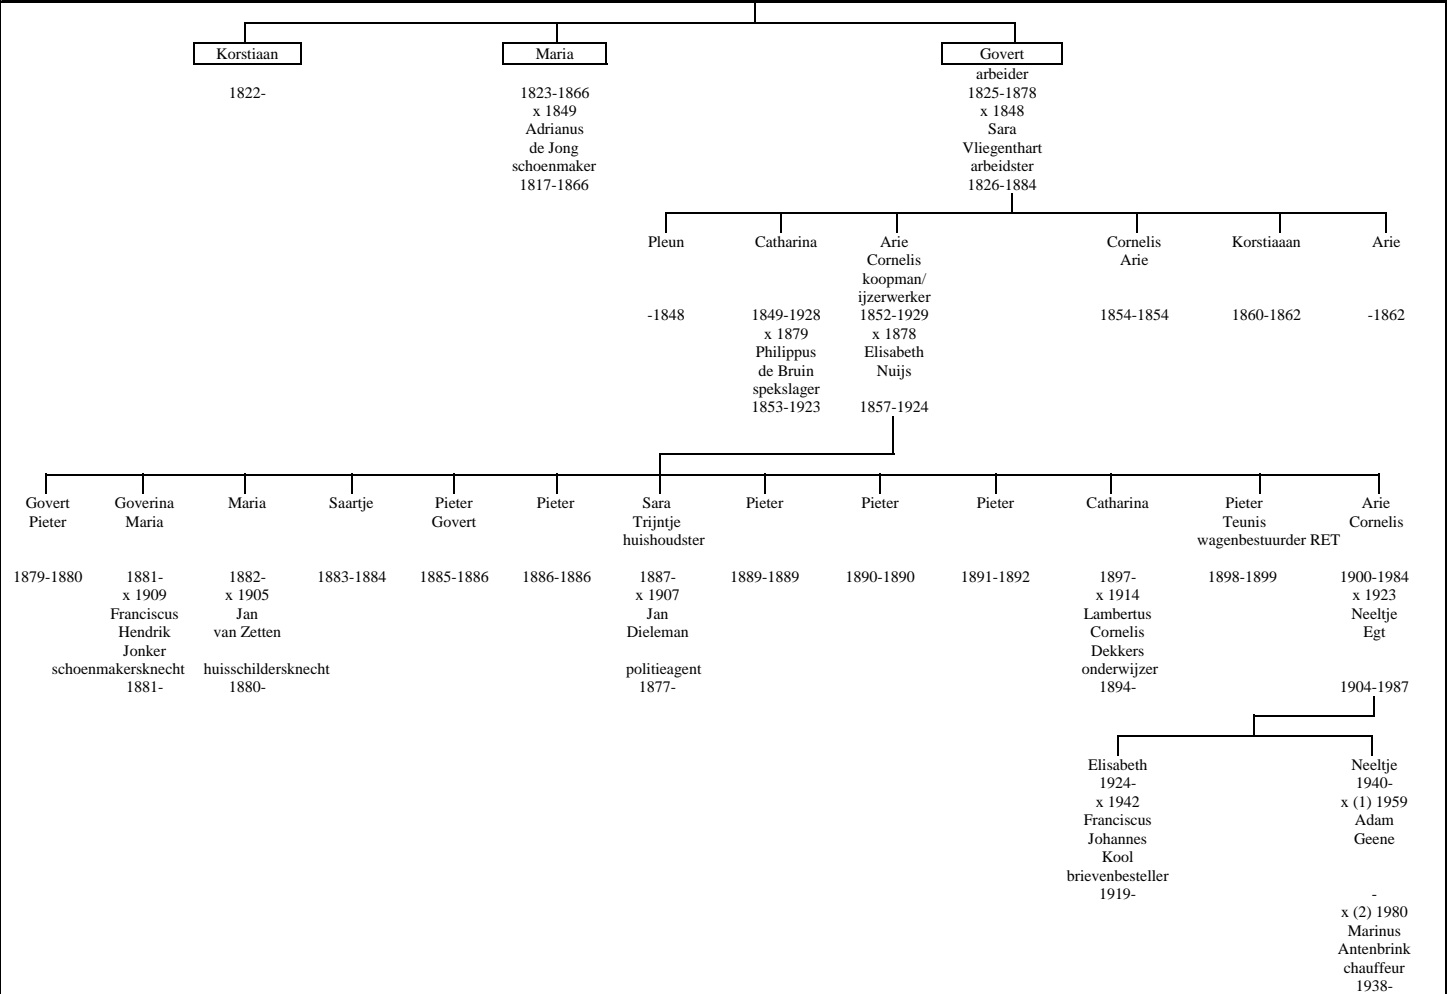 Korstiaan
1822-
Maria
1823-1866
x 1849
Adrianus
de Jong
schoenmaker
1817-1866
Govert
arbeider
1825-1878
x 1848
Sara
Vliegenthart
arbeidster
1826-1884
Pleun
-1848
Catharina
1849-1928
x 1879
Philippus
de Bruin
spekslager
1853-1923
Arie
Cornelis
koopman/
ijzerwerker
1852-1929
x 1878
Elisabeth
Nuijs
1857-1924
Cornelis
Arie
1854-1854
Korstiaaan
1860-1862
Arie
-1862
Govert
Pieter
1879-1880
Goverina
Maria
1881-
x 1909
Franciscus
Hendrik
Jonker
schoenmakersknecht
1881-
Maria
1882-
x 1905
Jan
van Zetten
huisschildersknecht
1880-
Saartje
1883-1884
Pieter
Govert
1885-1886
Pieter
1886-1886
Sara
Trijntje
huishoudster
1887-
x 1907
Jan
Dieleman
politieagent
1877-
Pieter
1889-1889
Pieter
1890-1890
Pieter
1891-1892
Catharina
1897-
x 1914
Lambertus
Cornelis
Dekkers
onderwijzer
1894-
Pieter
Teunis
wagenbestuurder RET
1898-1899
Arie
Cornelis
1900-1984
x 1923
Neeltje
Egt
1904-1987
Elisabeth
1924-
x 1942
Franciscus
Johannes
Kool
brievenbesteller
1919-
Neeltje
1940-
x (1) 1959
Adam
Geene
-
x (2) 1980
Marinus
Antenbrink
chauffeur
1938-